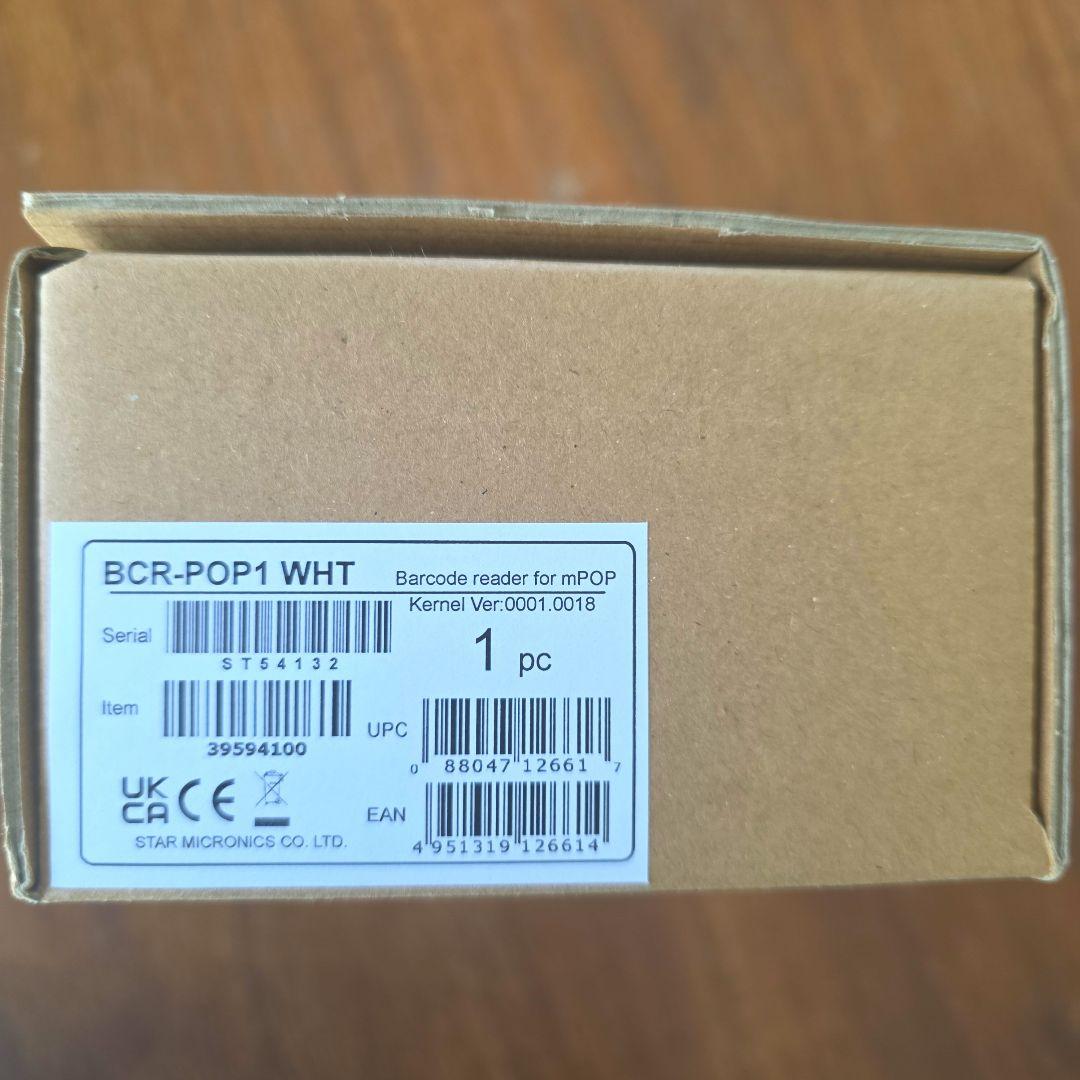 BCR-POP1 WHT Barcode reader for mPOP
Kernel Ver:0001.0018
Serial
ST54132
1 pc
Item
39594100
UPC
0 88047 12661 7
UK
CA CE
EAN
4 951319 126614
STAR MICRONICS CO. LTD.